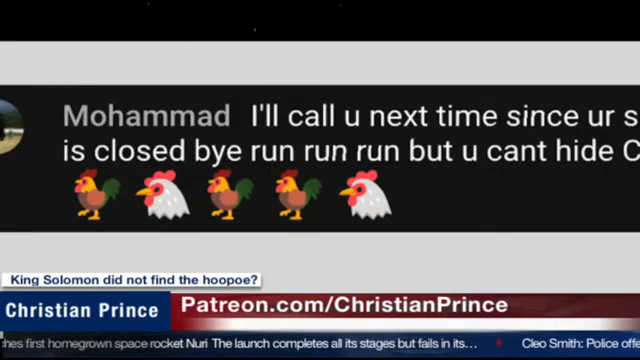 Mohammad I'll call u next time since ur s
is closed bye run run run but u cant hide C
King Solomon did not find the hoopoe?
Christian Prince
Patreon.com/ChristianPrince
ches first homegrown space rocket Nuri The launch completes all its stages but fails in its… Cleo Smith: Police offe